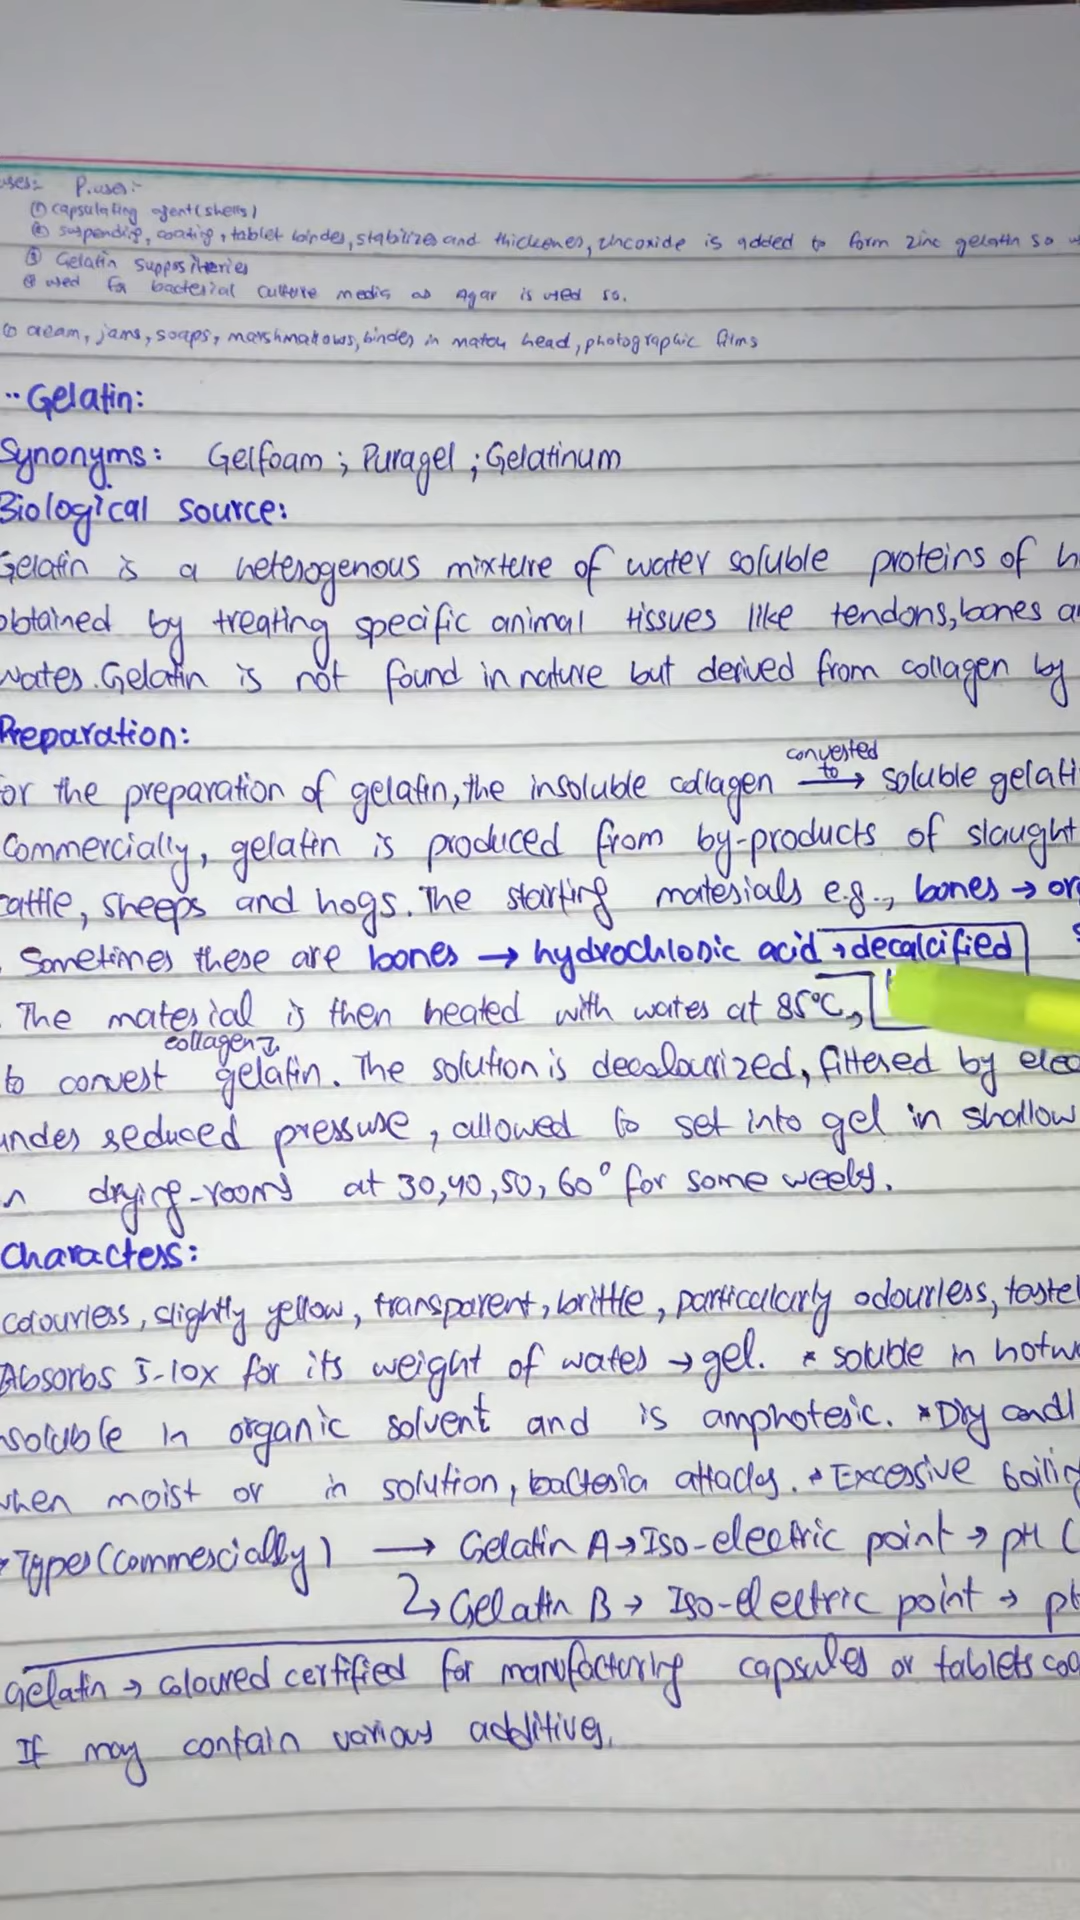 uses:- P.uses:-
① capsulating agent (shells)
② suspending, coating, tablet binder, stabilizer and thickener, zincoxide is added to form zinc gelatin so
③ Gelatin suppositories
④ used for bacterial culture media as Agar is used so.
cream, jams, soaps, marshmallows, binder in match head, photographic films
Gelatin:
Synonyms: Gelfoam ; Puragel ; Gelatinum
Biological source:
Gelatin is a heterogenous mixture of water soluble proteins of h
obtained by treating specific animal tissues like tendons, bones a
water. Gelatin is not found in nature but derived from collagen by
Preparation:
For the preparation of gelatin, the insoluble collagen converted to → soluble gelati
Commercially, gelatin is produced from by-products of slaught
cattle, sheeps and hogs. The starting materials e.g., bones → or
Sometimes these are bones → hydrochloric acid → decalcified
The material is then heated with water at 85°C,
collagen
to convert gelatin. The solution is decolourized, filtered by elec
under reduced pressure, allowed to set into gel in shallow
n drying-rooms at 30, 40, 50, 60° for some weeks.
Characters:
colourless, slightly yellow, transparent, brittle, particularly odourless, taste
Absorbs 5-10x for its weight of water → gel. * soluble in hotw
soluble in organic solvent and is amphoteric. * Dry condi
when moist or in solution, bacteria attacks. * Excessive boiling
Types (commercially) → Gelatin A → Iso-electric point → pH (
↳ Gelatin B → Iso-electric point → pH
Gelatin → coloured certified for manufacturing capsules or tablets coa
It may contain various additives.